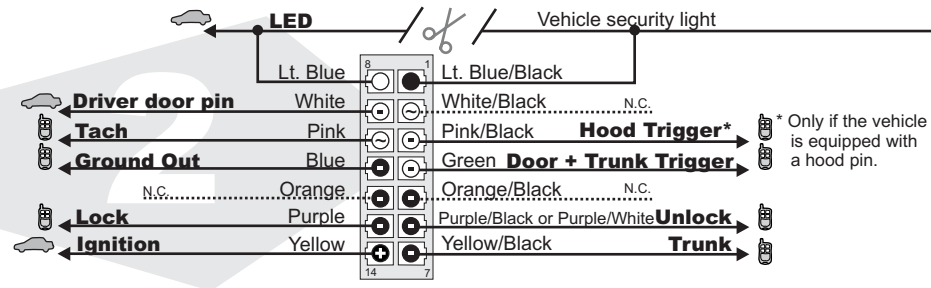 LED Vehicle security light
8 1
Lt. Blue Lt. Blue/Black
Driver door pin White White/Black N.C.
Tach Pink Pink/Black Hood Trigger*
Ground Out Blue Green Door + Trunk Trigger
N.C. Orange Orange/Black N.C.
Lock Purple Purple/Black or Purple/White Unlock
Ignition Yellow Yellow/Black Trunk
14 7
* Only if the vehicle
is equipped with
a hood pin.
2